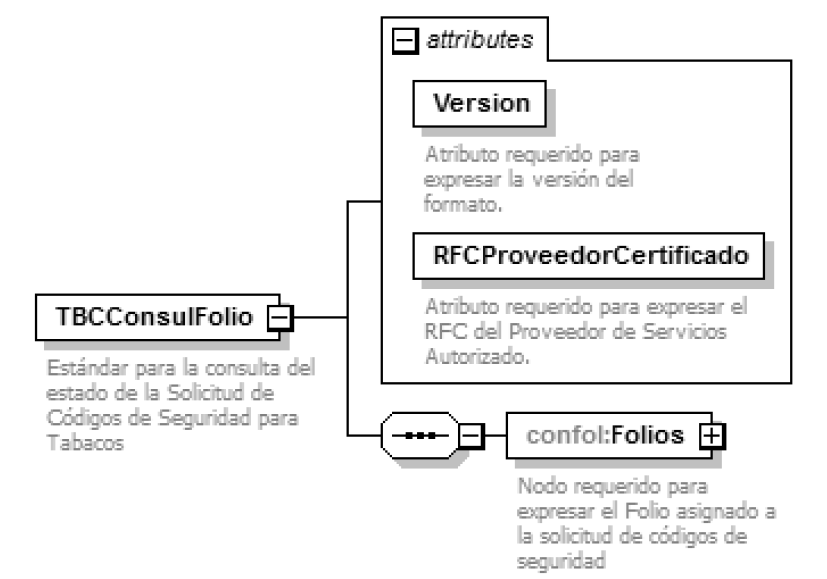 attributes
Version
Atributo requerido para
expresar la versión del
formato.
RFCProveedorCertificado
Atributo requerido para expresar el
RFC del Proveedor de Servicios
Autorizado.
TBCConsulFolio
Estándar para la consulta del
estado de la Solicitud de
Códigos de Seguridad para
Tabacos
confol:Folios
Nodo requerido para
expresar el Folio asignado a
la solicitud de códigos de
seguridad